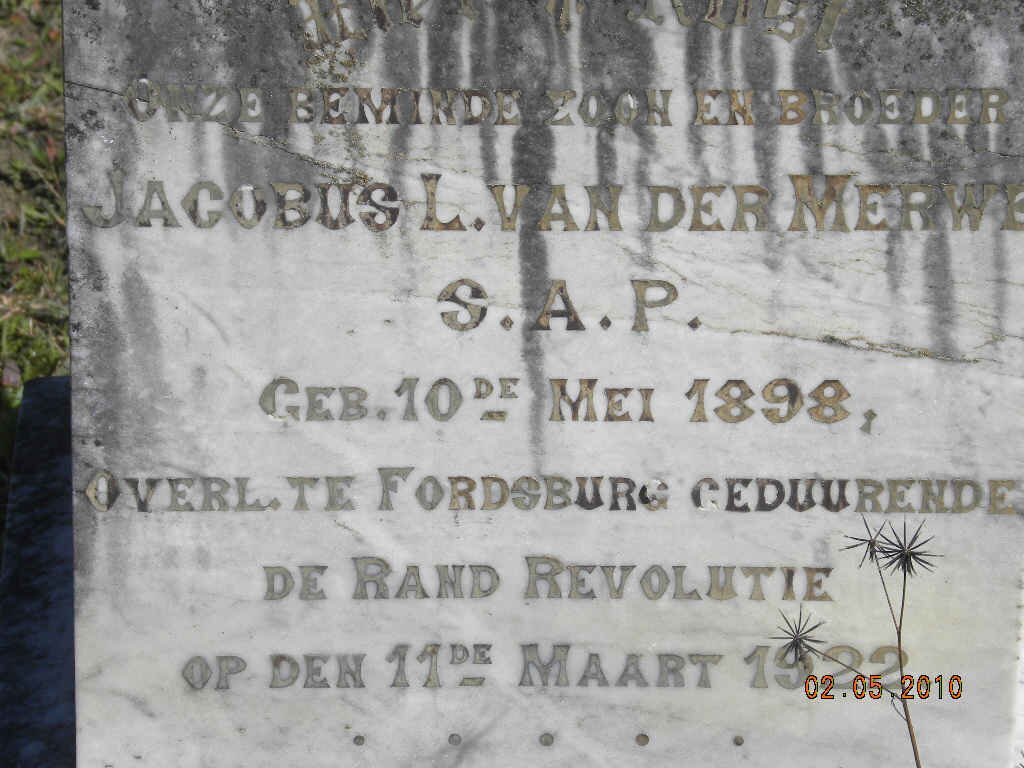 ONZE BEMINDE ZOON EN BROEDER
JACOBUS L. VAN DER MERWE
S.A.P.
GEB. 10DE MEI 1898,
OVERL. TE FORDSBURG GEDUURENDE
DE RAND REVOLUTIE
OP DEN 11DE MAART 1922
02.05.2010